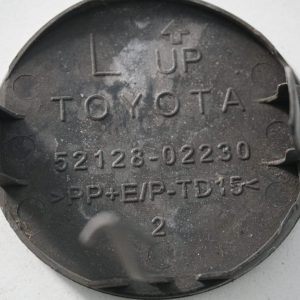 L ↑ UP
TOYOTA
52128-02230
>PP+E/P-TD15<
2